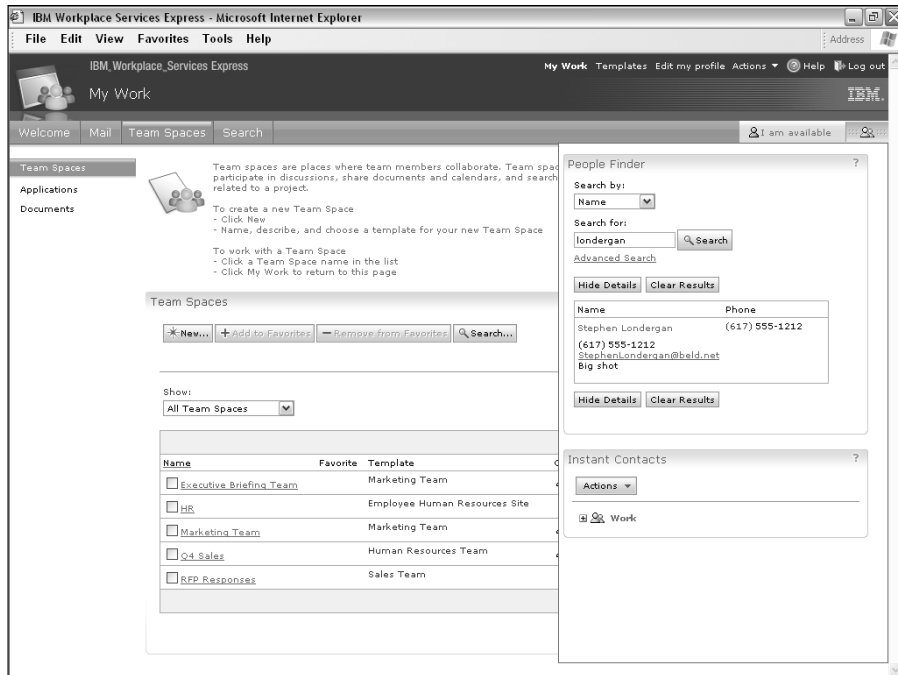 IBM Workplace Services Express - Microsoft Internet Explorer
File Edit View Favorites Tools Help
Address
IBM_Workplace_Services Express
My Work Templates Edit my profile Actions Help Log out
My Work
IBM.
Welcome Mail Team Spaces Search
I am available
Team Spaces
Applications
Documents
Team spaces are places where team members collaborate. Team spac
participate in discussions, share documents and calendars, and search
related to a project.
To create a new Team Space
- Click New
- Name, describe, and choose a template for your new Team Space
To work with a Team Space
- Click a Team Space name in the list
- Click My Work to return to this page
Team Spaces
New... Add to Favorites Remove from Favorites Search...
Show:
All Team Spaces
Name Favorite Template
Executive Briefing Team Marketing Team
HR Employee Human Resources Site
Marketing Team Marketing Team
Q4 Sales Human Resources Team
RFP Responses Sales Team
People Finder ?
Search by:
Name
Search for:
londergan Search
Advanced Search
Hide Details Clear Results
Name Phone
Stephen Londergan (617) 555-1212
(617) 555-1212
StephenLondergan@beld.net
Big shot
Hide Details Clear Results
Instant Contacts ?
Actions
Work